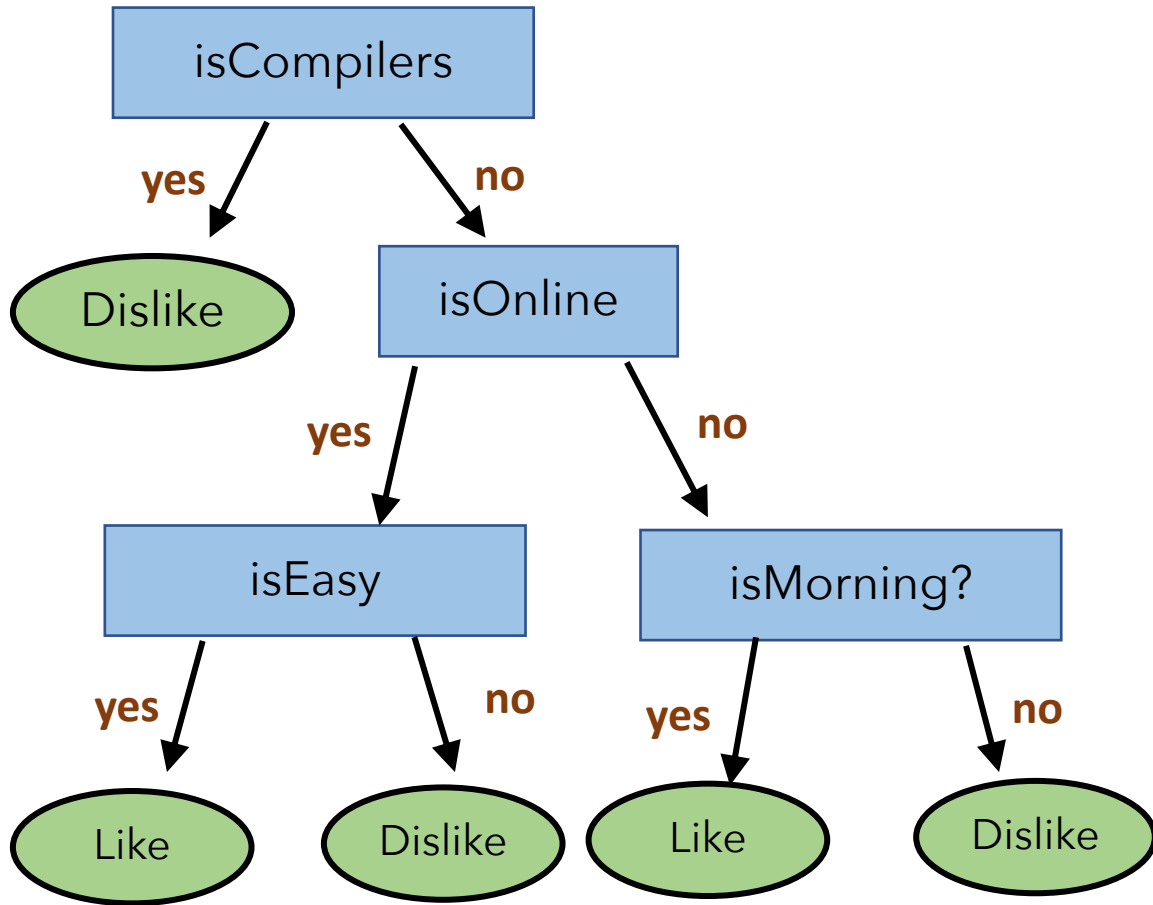 isCompilers
yes
no
Dislike
isOnline
yes
no
isEasy
isMorning?
yes
no
yes
no
Like
Dislike
Like
Dislike